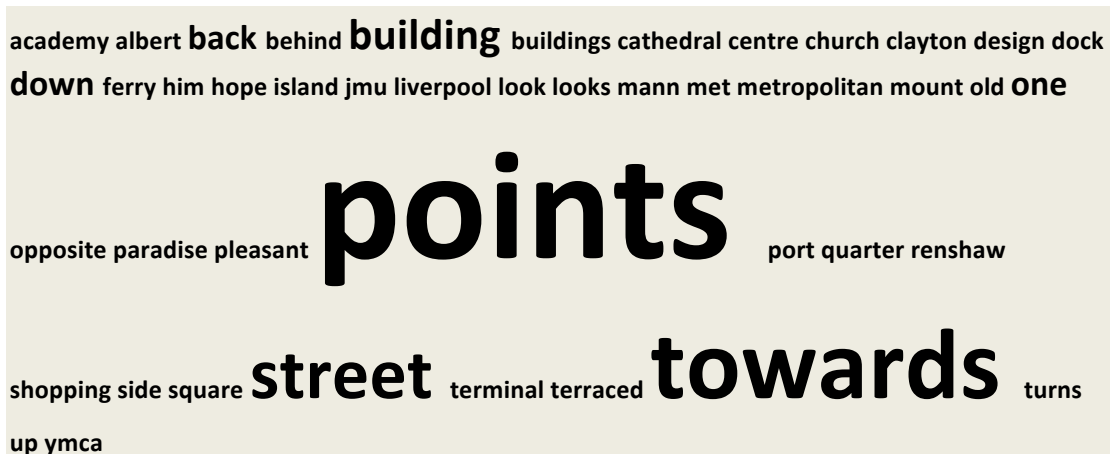 academy albert back behind building buildings cathedral centre church clayton design dock
down ferry him hope island jmu liverpool look looks mann met metropolitan mount old one
opposite paradise pleasant points port quarter renshaw
shopping side square street terminal terraced towards turns
up ymca